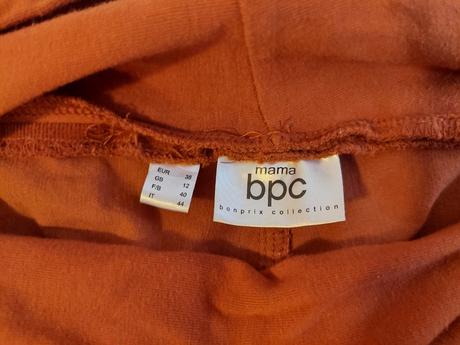 EUR 38
GB 12
F/B 40
IT 44
mama
bpc
bonprix collection